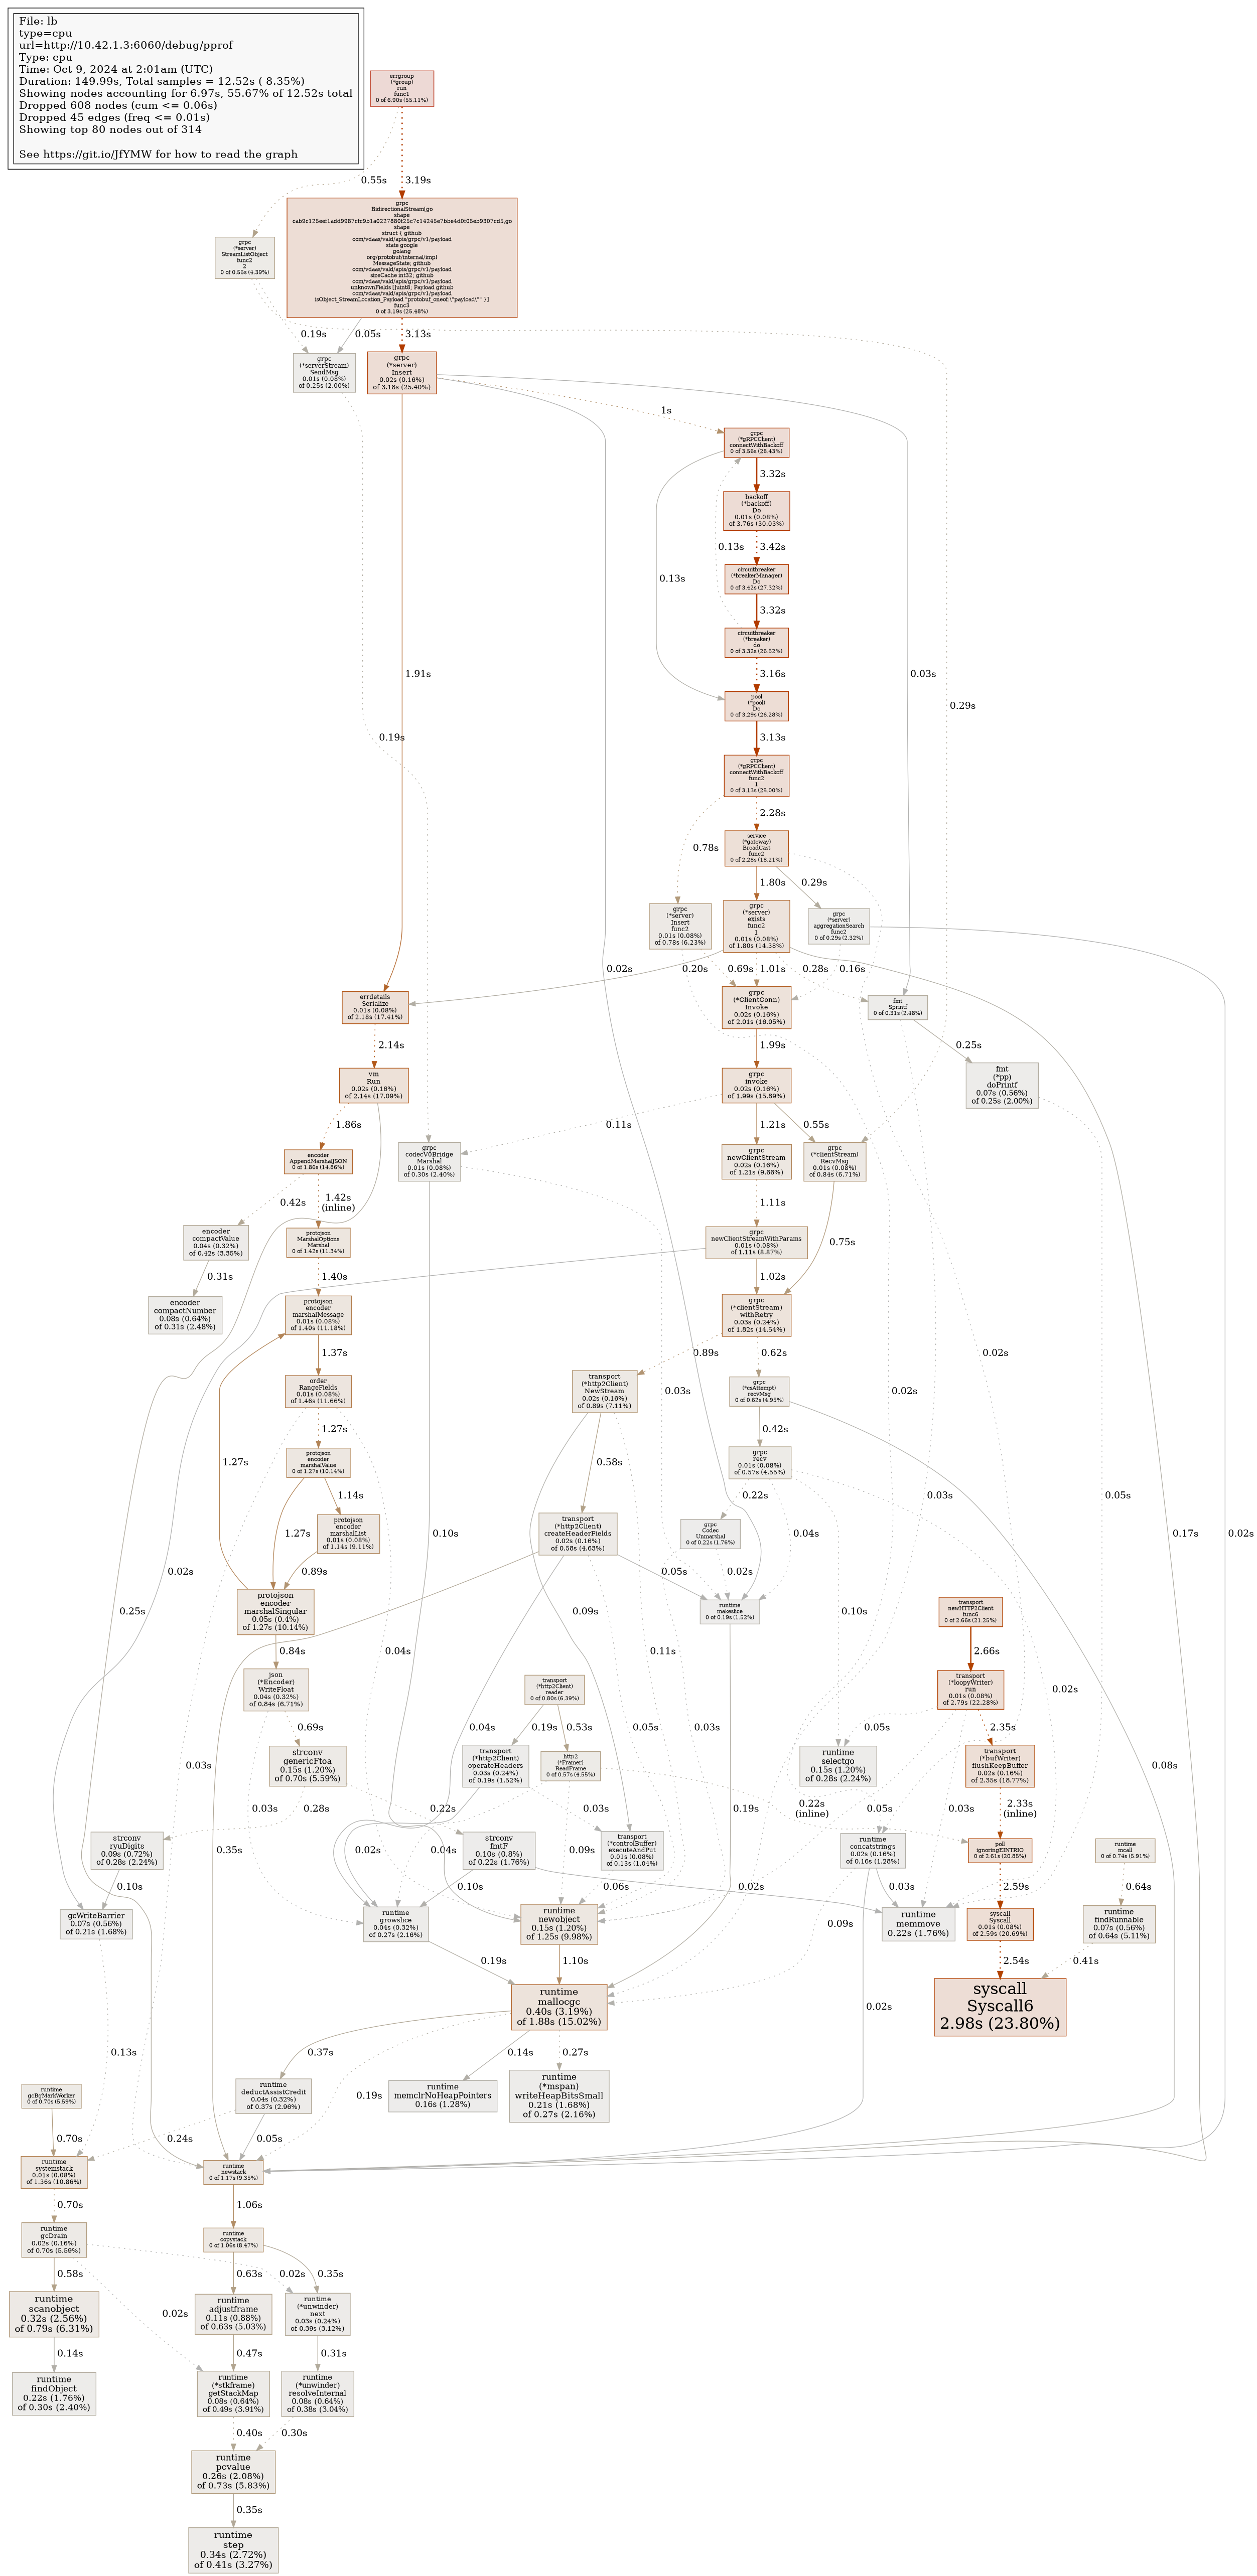 File: lb
type=cpu
url=http://10.42.1.3:6060/debug/pprof
Type: cpu
Time: Oct 9, 2024 at 2:01am (UTC)
Duration: 149.99s, Total samples = 12.52s ( 8.35%)
Showing nodes accounting for 6.97s, 55.67% of 12.52s total
Dropped 608 nodes (cum <= 0.06s)
Dropped 45 edges (freq <= 0.01s)
Showing top 80 nodes out of 314
See https://git.io/JfYMW for how to read the graph
errgroup
(*group)
run
func1
0 of 6.90s (55.11%)
0.55s
3.19s
grpc
(*server)
StreamListObject
func2
2
0 of 0.55s (4.39%)
grpc
BidirectionalStream[go
shape
shape
struct { github
com/vdaas/vald/apis/grpc/v1/payload
state google
golang
org/protobuf/internal/impl
MessageState; github
com/vdaas/vald/apis/grpc/v1/payload
sizeCache int32; github
com/vdaas/vald/apis/grpc/v1/payload
unknownFields []uint8; Payload github
com/vdaas/vald/apis/grpc/v1/payload
isObject_StreamLocation_Payload "protobuf_oneof:\"payload\"" }]
func3
0 of 3.19s (25.48%)
0.19s
0.05s
3.13s
grpc
(*serverStream)
SendMsg
0.01s (0.08%)
of 0.25s (2.00%)
grpc
(*server)
Insert
0.02s (0.16%)
of 3.18s (25.40%)
1s
grpc
(*gRPCClient)
connectWithBackoff
0 of 3.56s (28.43%)
3.32s
backoff
(*backoff)
Do
0.01s (0.08%)
of 3.76s (30.03%)
0.13s
3.42s
circuitbreaker
(*breakerManager)
Do
0 of 3.42s (27.32%)
0.13s
3.32s
circuitbreaker
(*breaker)
do
0 of 3.32s (26.52%)
1.91s
3.16s
0.03s
pool
(*pool)
Do
0 of 3.29s (26.28%)
0.29s
0.19s
3.13s
grpc
(*gRPCClient)
connectWithBackoff
func2
1
0 of 3.13s (25.00%)
2.28s
service
(*gateway)
BroadCast
func2
0 of 2.28s (18.21%)
0.78s
1.80s
0.29s
grpc
(*server)
Insert
func2
0.01s (0.08%)
of 0.78s (6.23%)
grpc
(*server)
exists
func2
1
0.01s (0.08%)
of 1.80s (14.38%)
grpc
(*server)
aggregationSearch
func2
0 of 0.29s (2.32%)
0.02s
0.20s
0.69s
1.01s
0.28s
0.16s
errdetails
Serialize
0.01s (0.08%)
of 2.18s (17.41%)
grpc
(*ClientConn)
Invoke
0.02s (0.16%)
of 2.01s (16.05%)
fmt
Sprintf
0 of 0.31s (2.48%)
2.14s
1.99s
0.25s
vm
Run
0.02s (0.16%)
of 2.14s (17.09%)
grpc
invoke
0.02s (0.16%)
of 1.99s (15.89%)
fmt
(*pp)
doPrintf
0.07s (0.56%)
of 0.25s (2.00%)
1.86s
0.11s
1.21s
0.55s
encoder
AppendMarshalJSON
0 of 1.86s (14.86%)
grpc
codecV0Bridge
Marshal
0.01s (0.08%)
of 0.30s (2.40%)
grpc
newClientStream
0.02s (0.16%)
of 1.21s (9.66%)
grpc
(*clientStream)
RecvMsg
0.01s (0.08%)
of 0.84s (6.71%)
0.42s
1.42s
(inline)
1.11s
encoder
compactValue
0.04s (0.32%)
of 0.42s (3.35%)
protojson
MarshalOptions
Marshal
0 of 1.42s (11.34%)
grpc
newClientStreamWithParams
0.01s (0.08%)
of 1.11s (8.87%)
0.75s
0.31s
1.40s
1.02s
encoder
compactNumber
0.08s (0.64%)
of 0.31s (2.48%)
protojson
encoder
marshalMessage
0.01s (0.08%)
of 1.40s (11.18%)
grpc
(*clientStream)
withRetry
0.03s (0.24%)
of 1.82s (14.54%)
1.37s
0.89s
0.62s
0.02s
order
RangeFields
0.01s (0.08%)
of 1.46s (11.66%)
transport
(*http2Client)
NewStream
0.02s (0.16%)
of 0.89s (7.11%)
grpc
(*csAttempt)
recvMsg
0 of 0.62s (4.95%)
0.03s
0.02s
1.27s
0.42s
1.27s
protojson
encoder
marshalValue
0 of 1.27s (10.14%)
0.58s
grpc
recv
0.01s (0.08%)
of 0.57s (4.55%)
1.14s
0.22s
0.03s
0.05s
1.27s
protojson
encoder
marshalList
0.01s (0.08%)
of 1.14s (9.11%)
0.10s
transport
(*http2Client)
createHeaderFields
0.02s (0.16%)
of 0.58s (4.63%)
grpc
Codec
Unmarshal
0 of 0.22s (1.76%)
0.04s
0.17s
0.02s
0.02s
0.89s
0.05s
0.02s
0.25s
protojson
encoder
marshalSingular
0.05s (0.4%)
of 1.27s (10.14%)
0.09s
runtime
makeslice
0 of 0.19s (1.52%)
0.10s
transport
newHTTP2Client
func6
0 of 2.66s (21.25%)
0.84s
0.04s
0.11s
2.66s
json
(*Encoder)
WriteFloat
0.04s (0.32%)
of 0.84s (6.71%)
transport
(*http2Client)
reader
0 of 0.80s (6.39%)
transport
(*loopyWriter)
run
0.01s (0.08%)
of 2.79s (22.28%)
0.02s
0.69s
0.04s
0.19s
0.53s
0.05s
0.03s
0.05s
2.35s
0.03s
strconv
genericFtoa
0.15s (1.20%)
of 0.70s (5.59%)
transport
(*http2Client)
operateHeaders
0.03s (0.24%)
of 0.19s (1.52%)
http2
(*Framer)
ReadFrame
0 of 0.57s (4.55%)
runtime
selectgo
0.15s (1.20%)
of 0.28s (2.24%)
transport
(*bufWriter)
flushKeepBuffer
0.02s (0.16%)
of 2.35s (18.77%)
0.08s
0.03s
0.28s
0.22s
0.03s
0.19s
0.22s
(inline)
0.05s
0.03s
2.33s
(inline)
strconv
ryuDigits
0.09s (0.72%)
of 0.28s (2.24%)
0.35s
0.02s
0.04s
strconv
fmtF
0.10s (0.8%)
of 0.22s (1.76%)
0.09s
transport
(*controlBuffer)
executeAndPut
0.01s (0.08%)
of 0.13s (1.04%)
runtime
concatstrings
0.02s (0.16%)
of 0.16s (1.28%)
poll
ignoringEINTRIO
0 of 2.61s (20.85%)
runtime
mcall
0 of 0.74s (5.91%)
0.10s
0.10s
0.06s
0.02s
0.03s
2.59s
0.64s
gcWriteBarrier
0.07s (0.56%)
of 0.21s (1.68%)
runtime
growslice
0.04s (0.32%)
of 0.27s (2.16%)
runtime
newobject
0.15s (1.20%)
of 1.25s (9.98%)
0.09s
runtime
memmove
0.22s (1.76%)
syscall
Syscall
0.01s (0.08%)
of 2.59s (20.69%)
runtime
findRunnable
0.07s (0.56%)
of 0.64s (5.11%)
0.19s
1.10s
2.54s
0.41s
runtime
mallocgc
0.40s (3.19%)
of 1.88s (15.02%)
0.02s
syscall
Syscall6
2.98s (23.80%)
0.13s
0.37s
0.14s
0.27s
runtime
gcBgMarkWorker
0 of 0.70s (5.59%)
runtime
deductAssistCredit
0.04s (0.32%)
of 0.37s (2.96%)
0.19s
runtime
memclrNoHeapPointers
0.16s (1.28%)
runtime
(*mspan)
writeHeapBitsSmall
0.21s (1.68%)
of 0.27s (2.16%)
0.70s
0.24s
0.05s
runtime
systemstack
0.01s (0.08%)
of 1.36s (10.86%)
runtime
newstack
0 of 1.17s (9.35%)
0.70s
1.06s
runtime
gcDrain
0.02s (0.16%)
of 0.70s (5.59%)
runtime
copystack
0 of 1.06s (8.47%)
0.58s
0.63s
0.02s
0.35s
runtime
scanobject
0.32s (2.56%)
of 0.79s (6.31%)
0.02s
runtime
adjustframe
0.11s (0.88%)
of 0.63s (5.03%)
runtime
(*unwinder)
next
0.03s (0.24%)
of 0.39s (3.12%)
0.14s
0.47s
0.31s
runtime
findObject
0.22s (1.76%)
of 0.30s (2.40%)
runtime
(*stkframe)
getStackMap
0.08s (0.64%)
of 0.49s (3.91%)
runtime
(*unwinder)
resolveInternal
0.08s (0.64%)
of 0.38s (3.04%)
0.40s
0.30s
runtime
pcvalue
0.26s (2.08%)
of 0.73s (5.83%)
0.35s
runtime
step
0.34s (2.72%)
of 0.41s (3.27%)